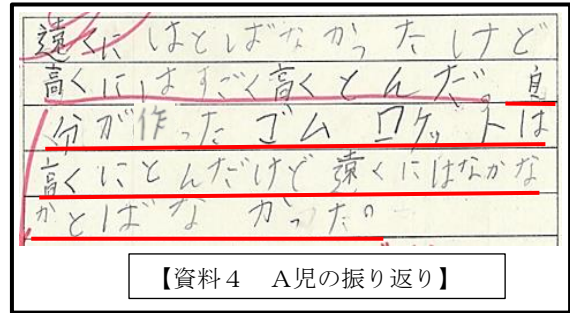 遠くにはとばなかったけど
高くにはすごく高くとんだ。自
分が作ったゴムロケットは
高くにとんだけど遠くにはなかな
かとばなかった。
【資料4 A児の振り返り】